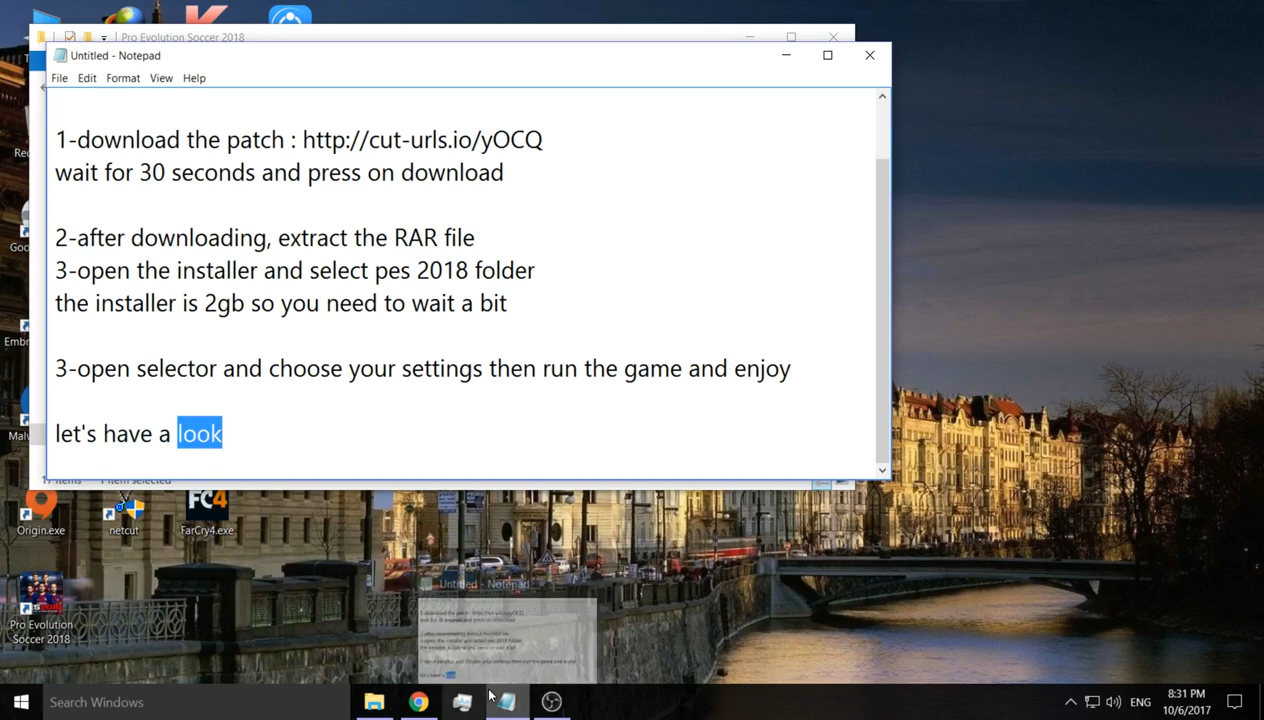 Pro Evolution Soccer 2018
Untitled - Notepad
File Edit Format View Help
1-download the patch : http://cut-urls.io/yOCQ
wait for 30 seconds and press on download
2-after downloading, extract the RAR file
3-open the installer and select pes 2018 folder
the installer is 2gb so you need to wait a bit
3-open selector and choose your settings then run the game and enjoy
let's have a look
Origin.exe
netcut
FarCry4.exe
FC4
Pro Evolution
Soccer 2018
Untitled - Notepad
Search Windows
ENG
8:31 PM
10/6/2017